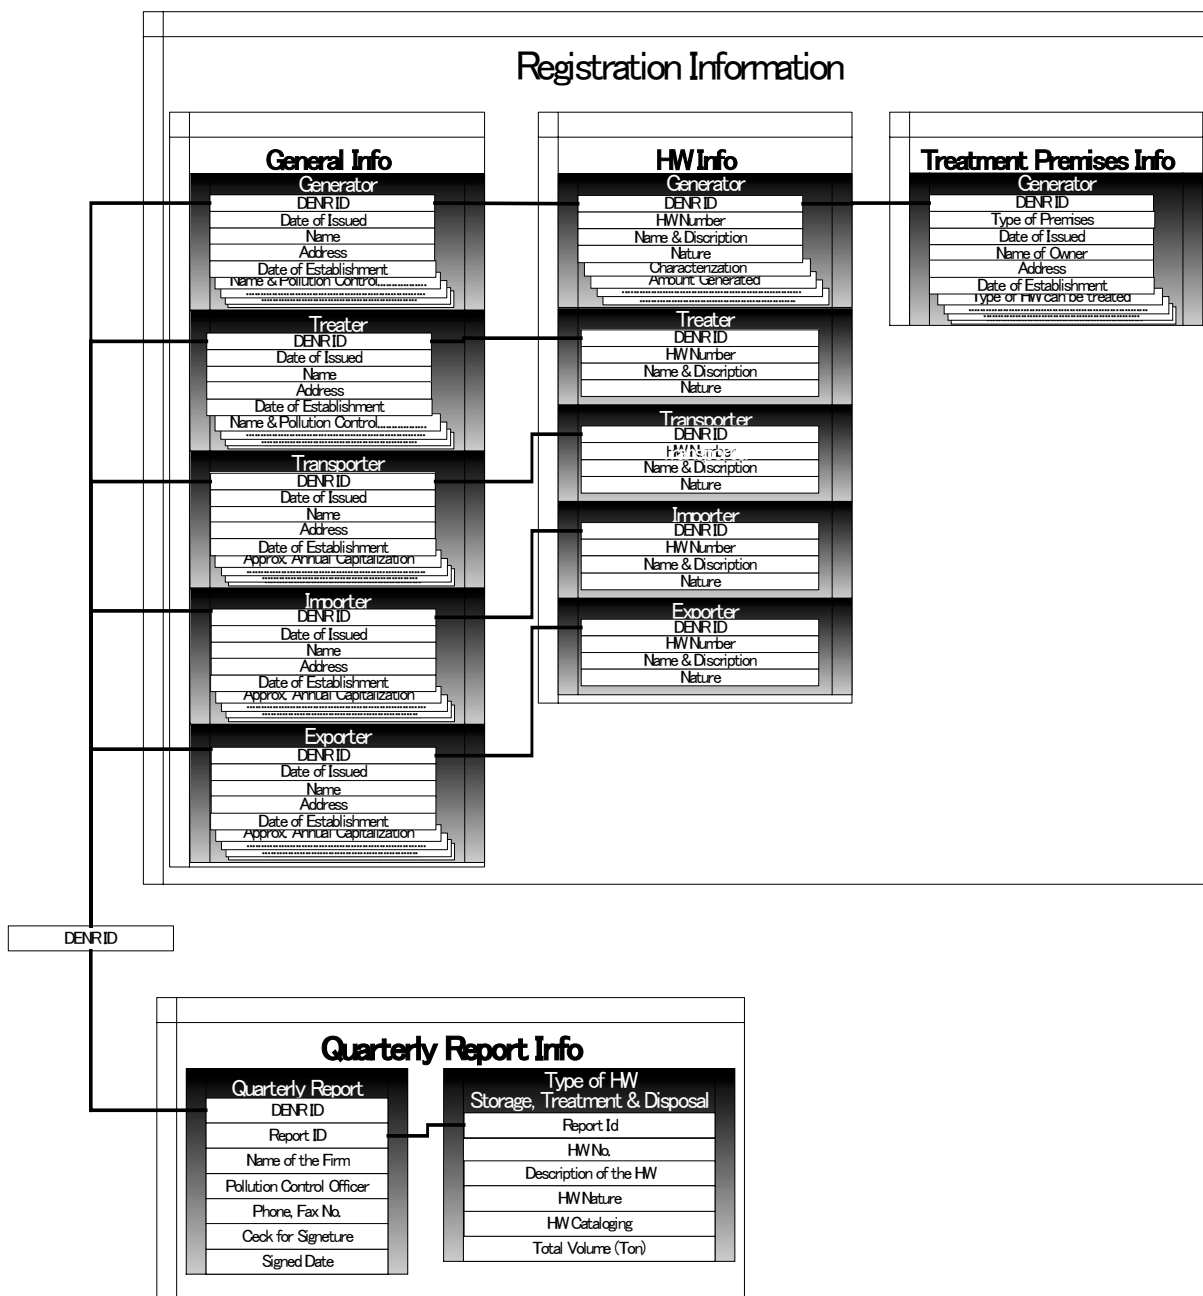 Registration Information
General Info
Generator
DENR ID
Date of Issued
Name
Address
Date of Establishment
Name & Pollution Control
Treater
DENR ID
Date of Issued
Name
Address
Date of Establishment
Name & Pollution Control
Transporter
DENR ID
Date of Issued
Name
Address
Date of Establishment
Approx. Annual Capitalization
Importer
DENR ID
Date of Issued
Name
Address
Date of Establishment
Approx. Annual Capitalization
Exporter
DENR ID
Date of Issued
Name
Address
Date of Establishment
Approx. Annual Capitalization
HW Info
Generator
DENR ID
HW Number
Name & Discription
Nature
Characterization
Amount Generated
Treater
DENR ID
HW Number
Name & Discription
Nature
Transporter
DENR ID
HW Number
Name & Discription
Nature
Importer
DENR ID
HW Number
Name & Discription
Nature
Exporter
DENR ID
HW Number
Name & Discription
Nature
Treatment Premises Info
Generator
DENR ID
Type of Premises
Date of Issued
Name of Owner
Address
Date of Establishment
Type of HW can be treated
DENR ID
Quarterly Report Info
Quarterly Report
DENR ID
Report ID
Name of the Firm
Pollution Control Officer
Phone, Fax No.
Ceck for Signeture
Signed Date
Type of HW
Storage, Treatment & Disposal
Report Id
HW No.
Description of the HW
HW Nature
HW Cataloging
Total Volume (Ton)